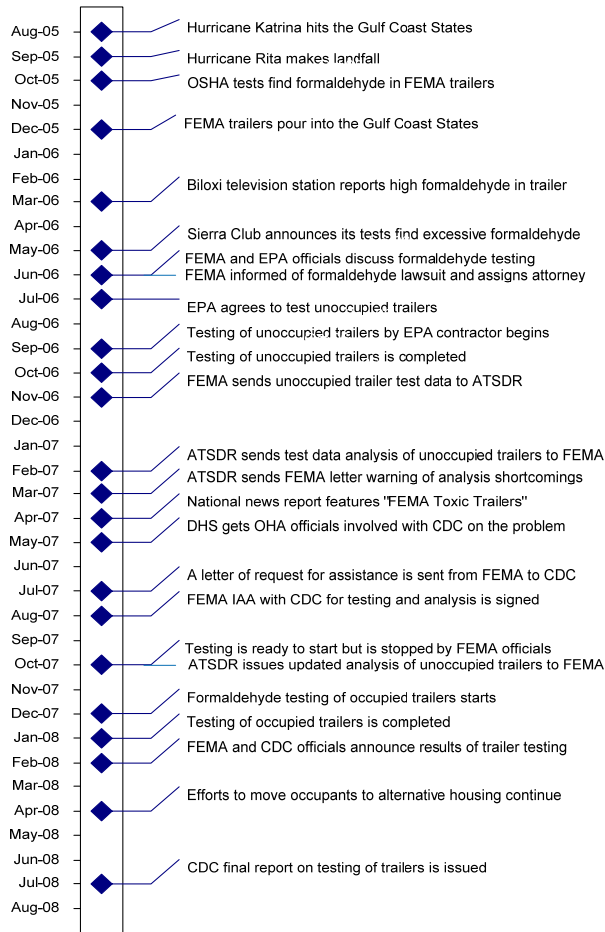 Aug-05
Hurricane Katrina hits the Gulf Coast States
Sep-05
Hurricane Rita makes landfall
Oct-05
OSHA tests find formaldehyde in FEMA trailers
Nov-05
Dec-05
FEMA trailers pour into the Gulf Coast States
Jan-06
Feb-06
Biloxi television station reports high formaldehyde in trailer
Mar-06
Apr-06
Sierra Club announces its tests find excessive formaldehyde
May-06
FEMA and EPA officials discuss formaldehyde testing
Jun-06
FEMA informed of formaldehyde lawsuit and assigns attorney
Jul-06
EPA agrees to test unoccupied trailers
Aug-06
Testing of unoccupied trailers by EPA contractor begins
Sep-06
Testing of unoccupied trailers is completed
Oct-06
FEMA sends unoccupied trailer test data to ATSDR
Nov-06
Dec-06
Jan-07
ATSDR sends test data analysis of unoccupied trailers to FEMA
Feb-07
ATSDR sends FEMA letter warning of analysis shortcomings
Mar-07
National news report features "FEMA Toxic Trailers"
Apr-07
DHS gets OHA officials involved with CDC on the problem
May-07
Jun-07
A letter of request for assistance is sent from FEMA to CDC
Jul-07
FEMA IAA with CDC for testing and analysis is signed
Aug-07
Sep-07
Testing is ready to start but is stopped by FEMA officials
Oct-07
ATSDR issues updated analysis of unoccupied trailers to FEMA
Nov-07
Formaldehyde testing of occupied trailers starts
Dec-07
Testing of occupied trailers is completed
Jan-08
FEMA and CDC officials announce results of trailer testing
Feb-08
Mar-08
Efforts to move occupants to alternative housing continue
Apr-08
May-08
Jun-08
CDC final report on testing of trailers is issued
Jul-08
Aug-08